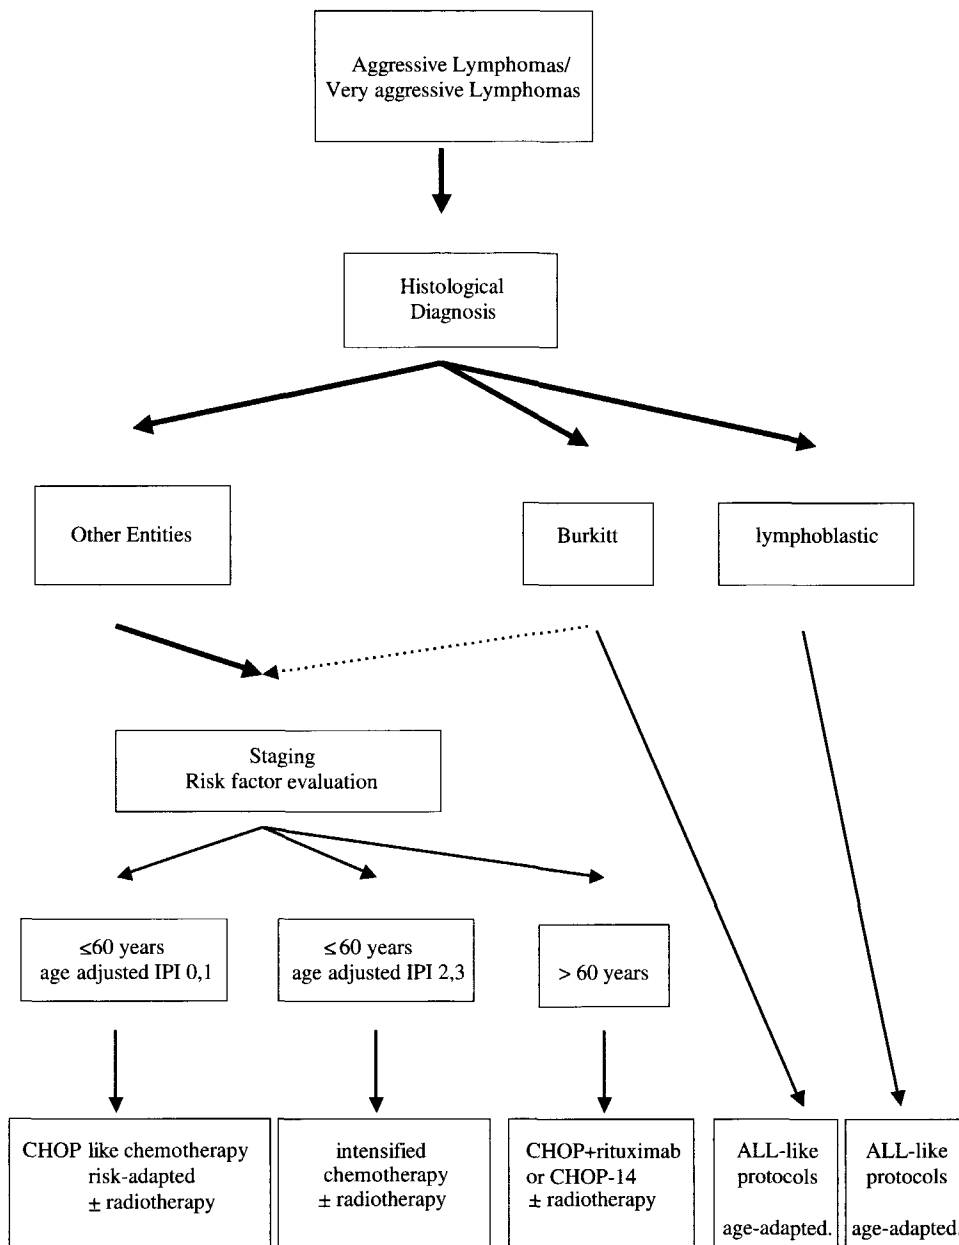 Aggressive Lymphomas/
Very aggressive Lymphomas
Histological
Diagnosis
Other Entities
Burkitt
lymphoblastic
Staging
Risk factor evaluation
≤60 years
age adjusted IPI 0,1
≤60 years
age adjusted IPI 2,3
> 60 years
CHOP like chemotherapy
risk-adapted
± radiotherapy
intensified
chemotherapy
± radiotherapy
CHOP+rituximab
or CHOP-14
± radiotherapy
ALL-like
protocols
age-adapted.
ALL-like
protocols
age-adapted.